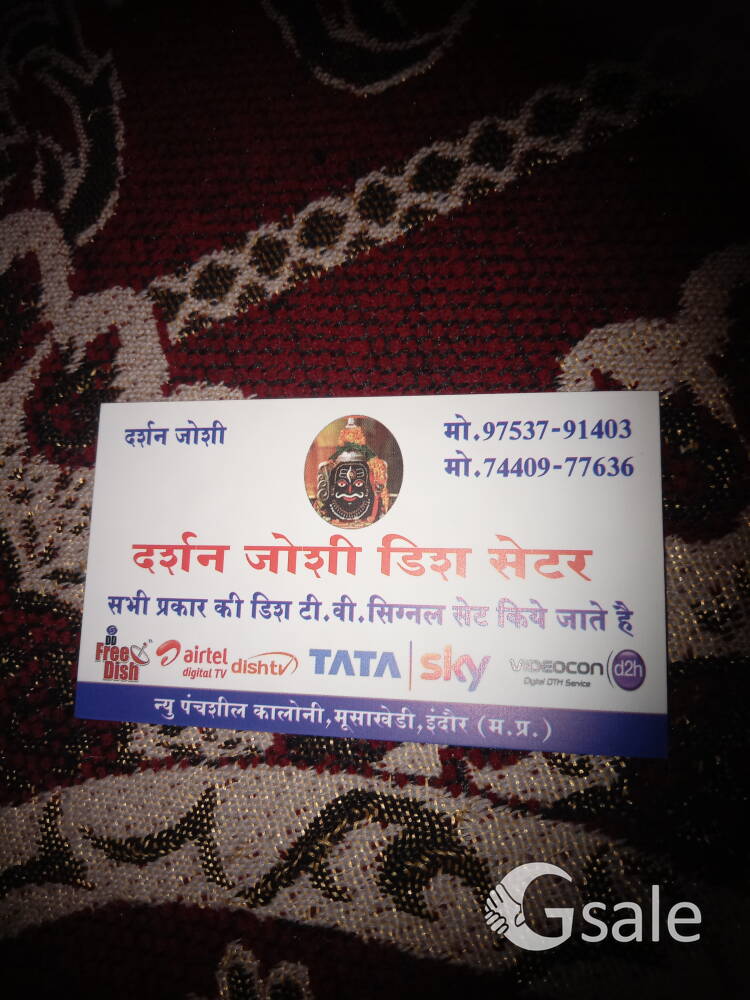 दर्शन जोशी
मो.97537-91403
मो.74409-77636
दर्शन जोशी डिश सेटर
सभी प्रकार की डिश टी.वी.सिग्नल सेट किये जाते है
DD Free Dish
airtel digital TV
dishtv
TATA sky
VIDEOCON d2h
Digital DTH Service
न्यु पंचशील कालोनी,मूसाखेडी,इंदौर (म.प्र.)
Gsale